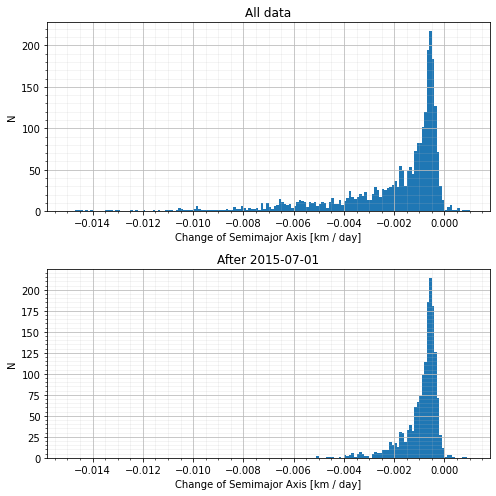 All data
N
200
150
100
50
0
−0.014 −0.012 −0.010 −0.008 −0.006 −0.004 −0.002 0.000
Change of Semimajor Axis [km / day]
After 2015-07-01
N
200
175
150
125
100
75
50
25
0
−0.014 −0.012 −0.010 −0.008 −0.006 −0.004 −0.002 0.000
Change of Semimajor Axis [km / day]